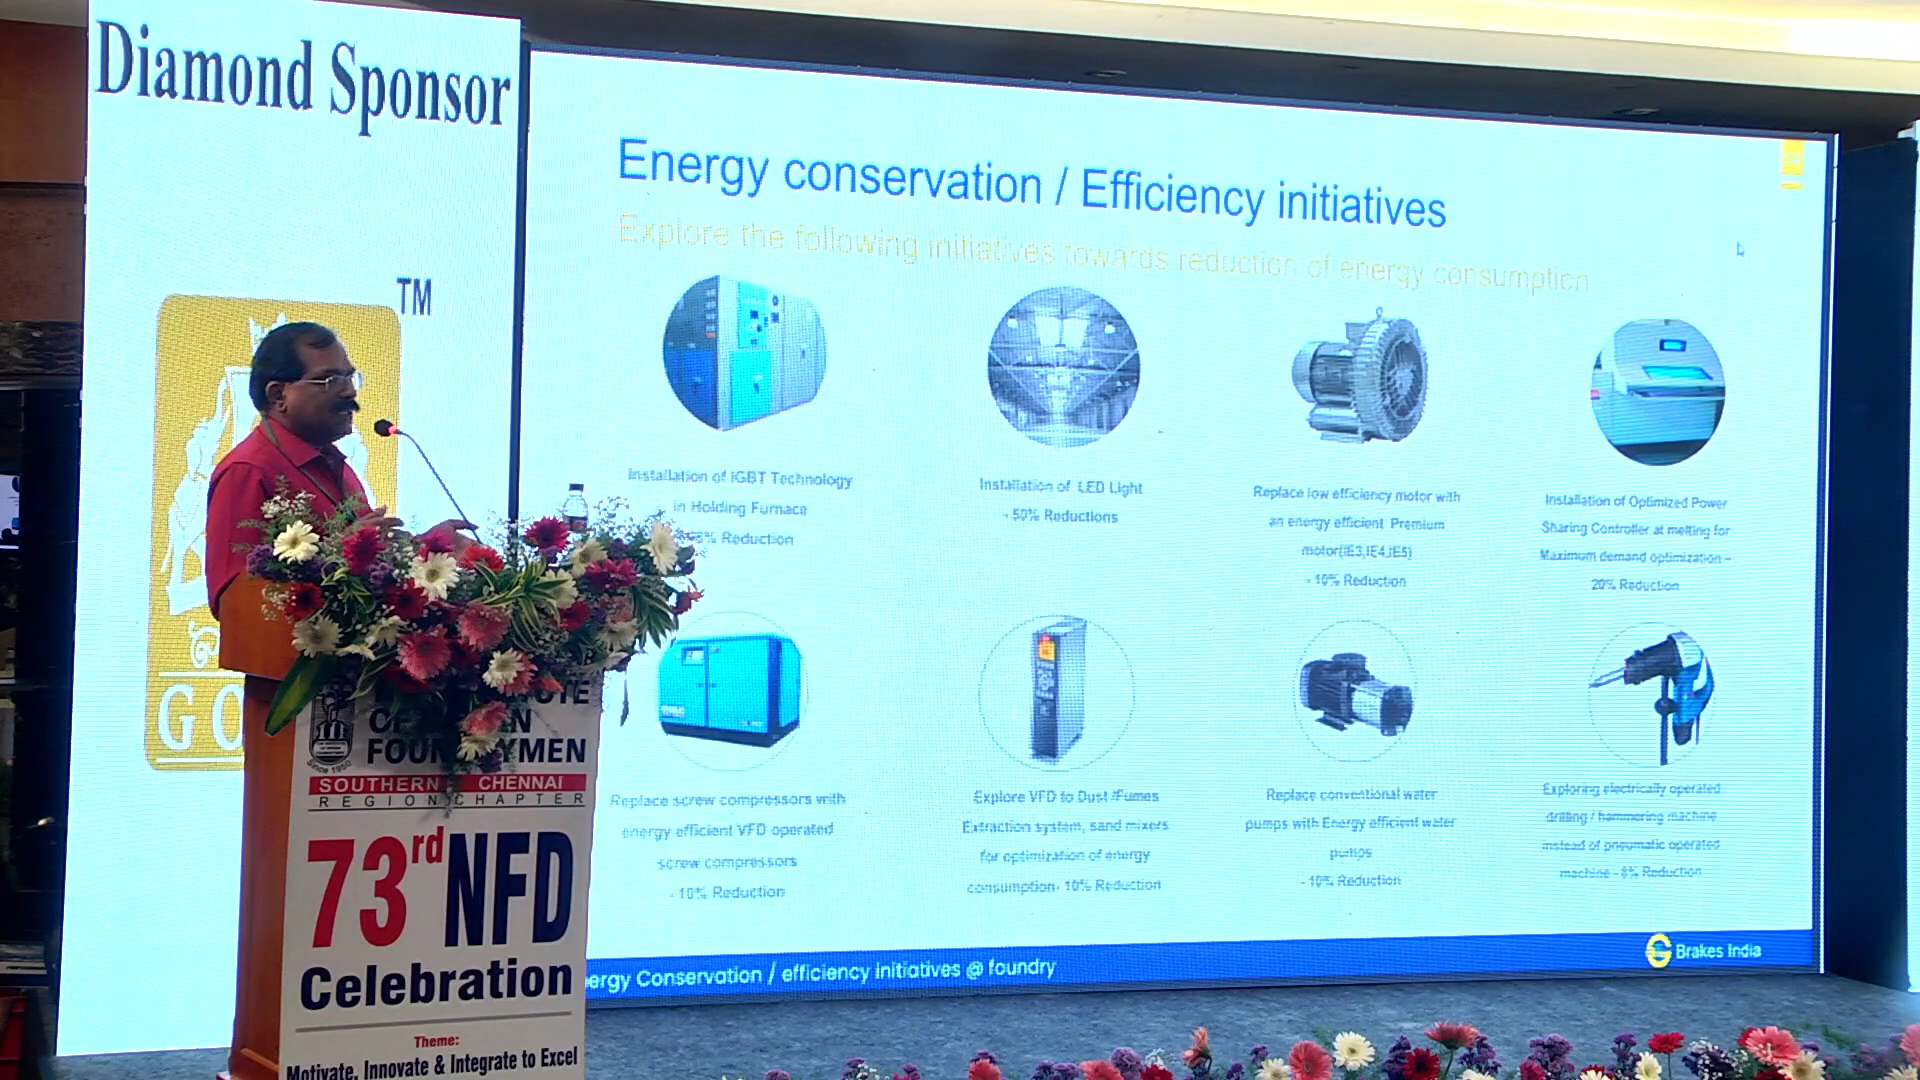 Diamond Sponsor
TM
GO
Energy conservation / Efficiency initiatives
Explore the following initiatives towards reduction of energy consumption
Installation of IGBT Technology
in Holding Furnace
% Reduction
Installation of LED Light
- 50% Reductions
Replace low efficiency motor with
an energy efficient Premium
motor(IE3,IE4,IE5)
- 10% Reduction
Installation of Optimized Power
Sharing Controller at melting for
Maximum demand optimization –
20% Reduction
Replace screw compressors with
energy efficient VFD operated
screw compressors
- 10% Reduction
Explore VFD to Dust /Fumes
Extraction system, sand mixers
for optimization of energy
consumption- 10% Reduction
Replace conventional water
pumps with Energy efficient water
pumps
- 10% Reduction
Exploring electrically operated
drilling / hammering machine
instead of pneumatic operated
machine - 8% Reduction
ergy Conservation / efficiency initiatives @ foundry
Brakes India
UTE
OF
N
FOUN YMEN
Since 1950
SOUTHERN CHENNAI
REGION CHAPTER
73rd NFD
Celebration
Theme:
Motivate, Innovate & Integrate to Excel